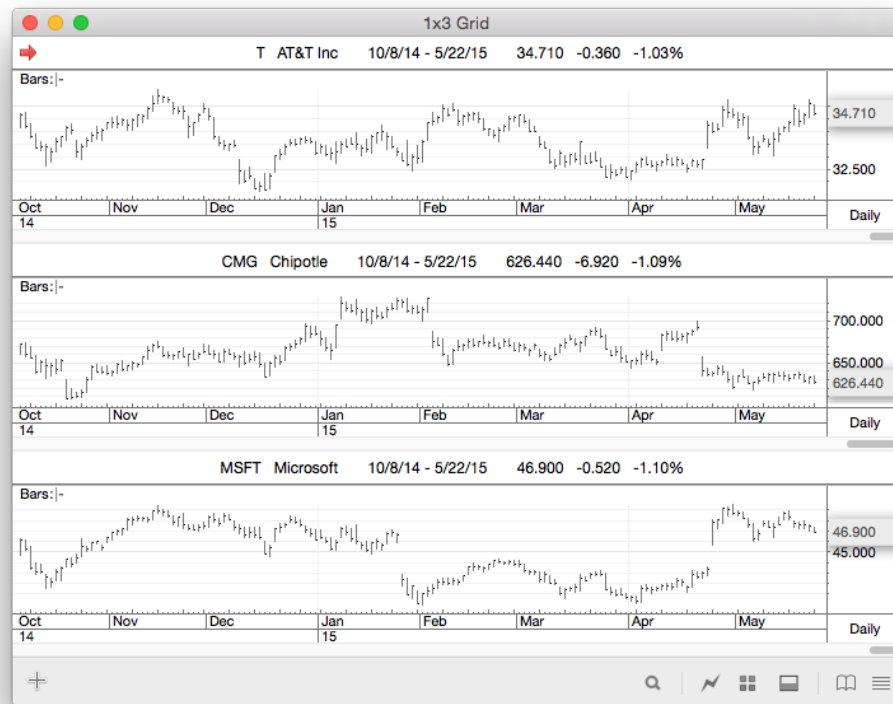 1x3 Grid
T AT&T Inc 10/8/14 - 5/22/15 34.710 -0.360 -1.03%
Bars:|-
34.710
32.500
Oct Nov Dec Jan Feb Mar Apr May Daily
14 15
CMG Chipotle 10/8/14 - 5/22/15 626.440 -6.920 -1.09%
Bars:|-
700.000
650.000
626.440
Oct Nov Dec Jan Feb Mar Apr May Daily
14 15
MSFT Microsoft 10/8/14 - 5/22/15 46.900 -0.520 -1.10%
Bars:|-
46.900
45.000
Oct Nov Dec Jan Feb Mar Apr May Daily
14 15